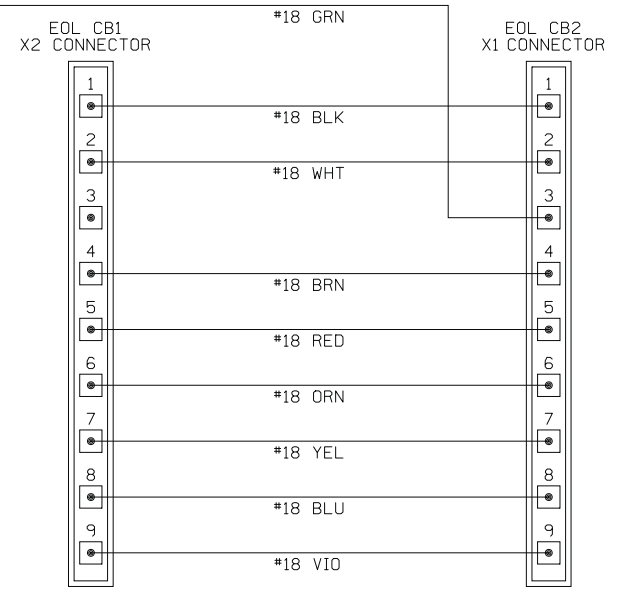 #18 GRN
EOL CB1
X2 CONNECTOR
EOL CB2
X1 CONNECTOR
1
1
#18 BLK
2
2
#18 WHT
3
3
4
4
#18 BRN
5
5
#18 RED
6
6
#18 ORN
7
7
#18 YEL
8
8
#18 BLU
9
9
#18 VIO